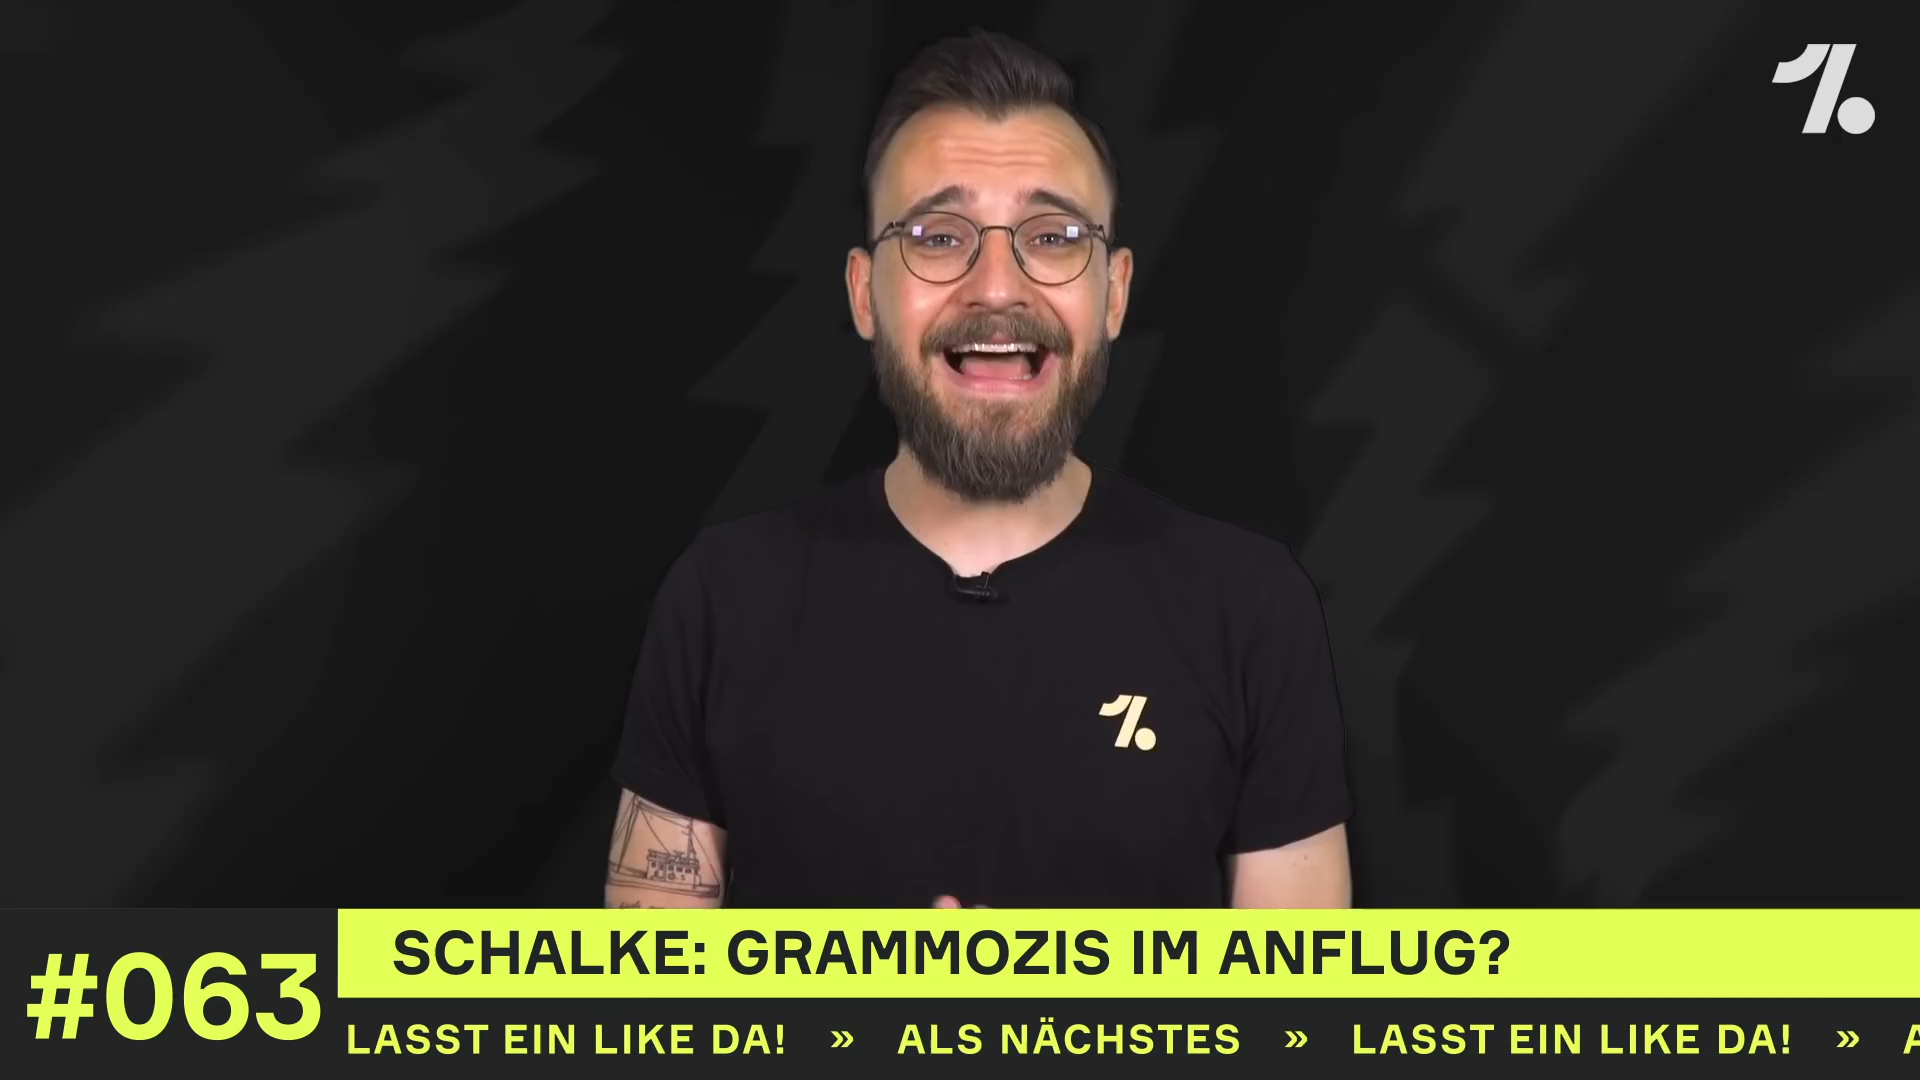 #063
SCHALKE: GRAMMOZIS IM ANFLUG?
LASST EIN LIKE DA! » ALS NÄCHSTES » LASST EIN LIKE DA! » A